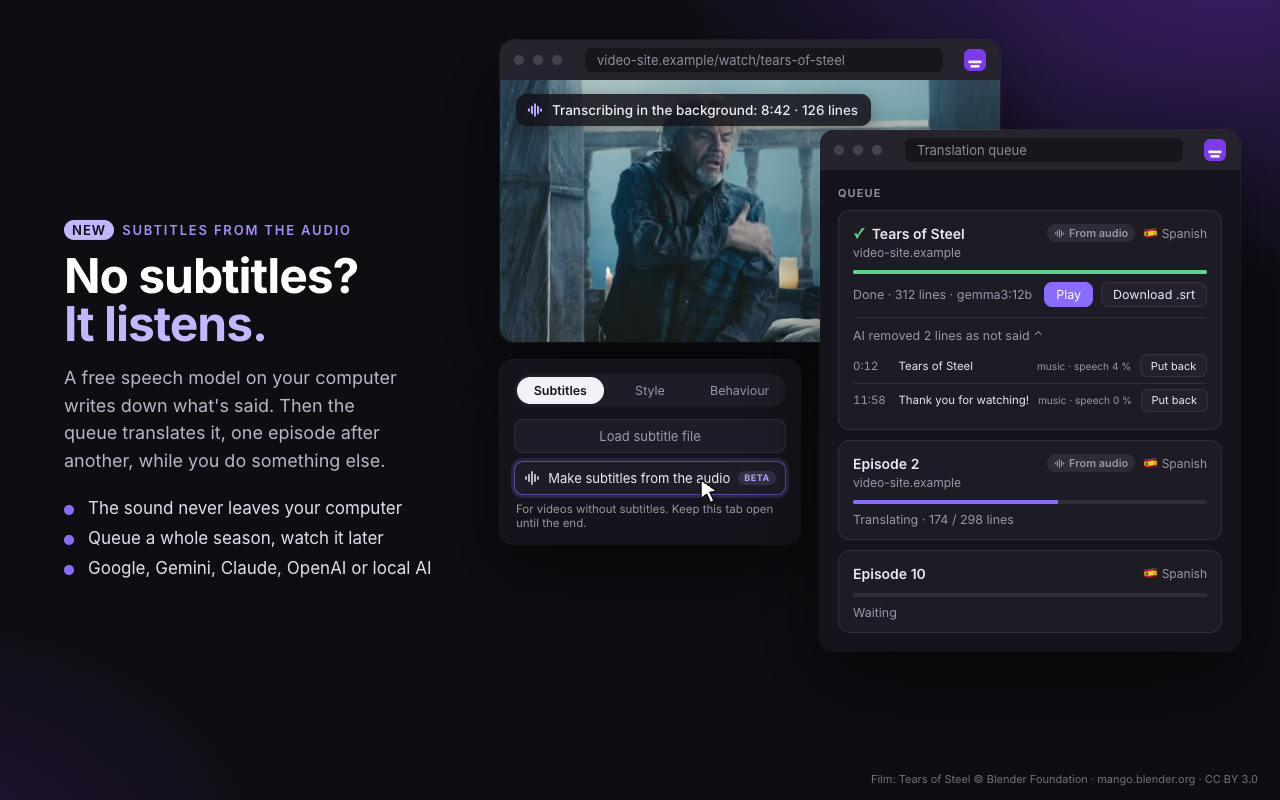 NEW SUBTITLES FROM THE AUDIO
No subtitles?
It listens.
A free speech model on your computer
writes down what's said. Then the
queue translates it, one episode after
another, while you do something else.
The sound never leaves your computer
Queue a whole season, watch it later
Google, Gemini, Claude, OpenAI or local AI
video-site.example/watch/tears-of-steel
Transcribing in the background: 8:42 · 126 lines
Subtitles Style Behaviour
Load subtitle file
Make subtitles from the audio BETA
For videos without subtitles. Keep this tab open
until the end.
Translation queue
QUEUE
✓ Tears of Steel From audio 🇪🇸 Spanish
video-site.example
Done · 312 lines · gemma3:12b Play Download .srt
AI removed 2 lines as not said ^
0:12 Tears of Steel music · speech 4 % Put back
11:58 Thank you for watching! music · speech 0 % Put back
Episode 2 From audio 🇪🇸 Spanish
video-site.example
Translating · 174 / 298 lines
Episode 10 🇪🇸 Spanish
Waiting
Film: Tears of Steel © Blender Foundation · mango.blender.org · CC BY 3.0